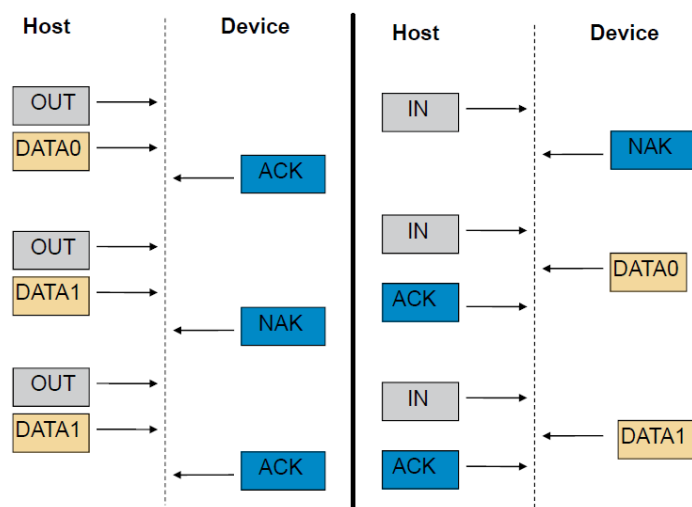 Host
Device
OUT
DATA0
ACK
OUT
DATA1
NAK
OUT
DATA1
ACK
Host
Device
IN
NAK
IN
DATA0
ACK
IN
DATA1
ACK